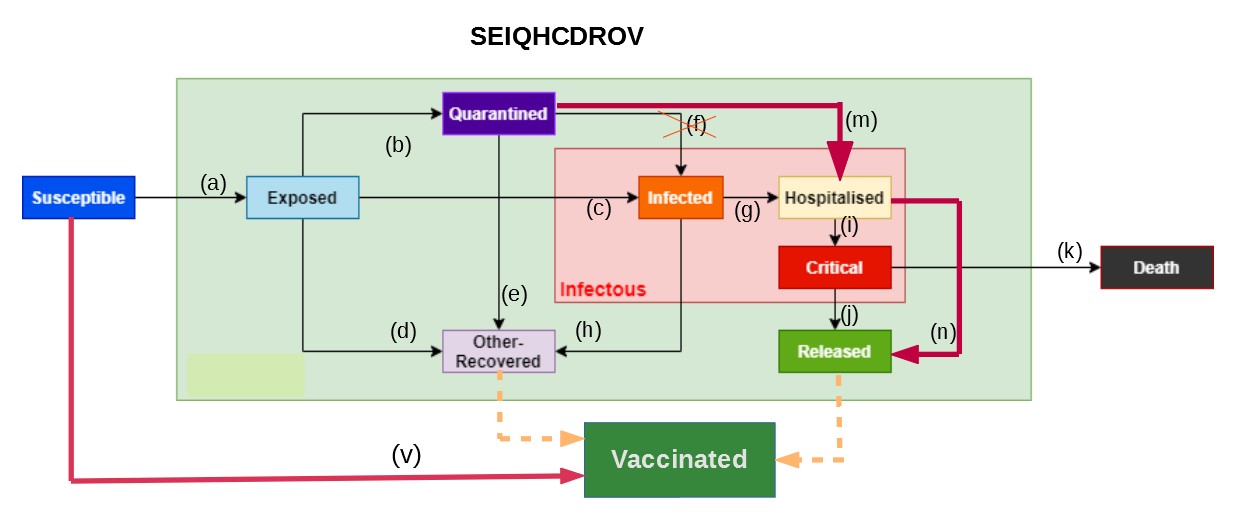 SEIQHCDROV
Quarantined
(f)
(m)
(b)
Susceptible
(a)
Exposed
(c)
Infected
(g)
Hospitalised
(i)
Critical
(k)
Death
Infectous
(e)
(j)
(d)
Other-
Recovered
(h)
Released
(n)
(v)
Vaccinated